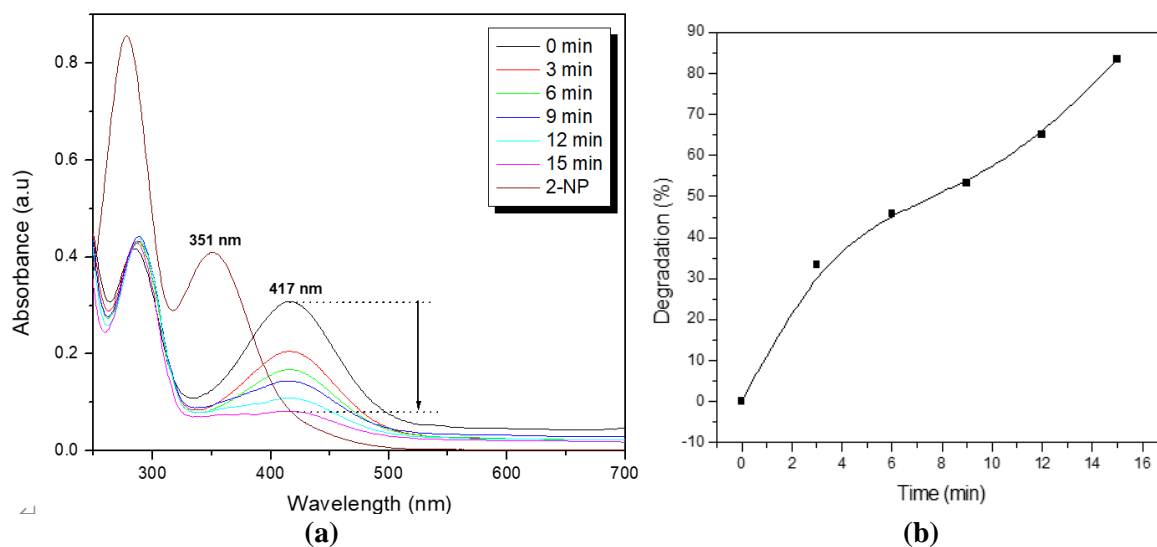 0 min
3 min
6 min
9 min
12 min
15 min
2-NP
351 nm
417 nm
0.8
0.6
0.4
0.2
0.0
Absorbance (a.u)
300
400
500
600
700
Wavelength (nm)
(a)
90
80
70
60
50
40
30
20
10
0
-10
Degradation (%)
0
2
4
6
8
10
12
14
16
Time (min)
(b)